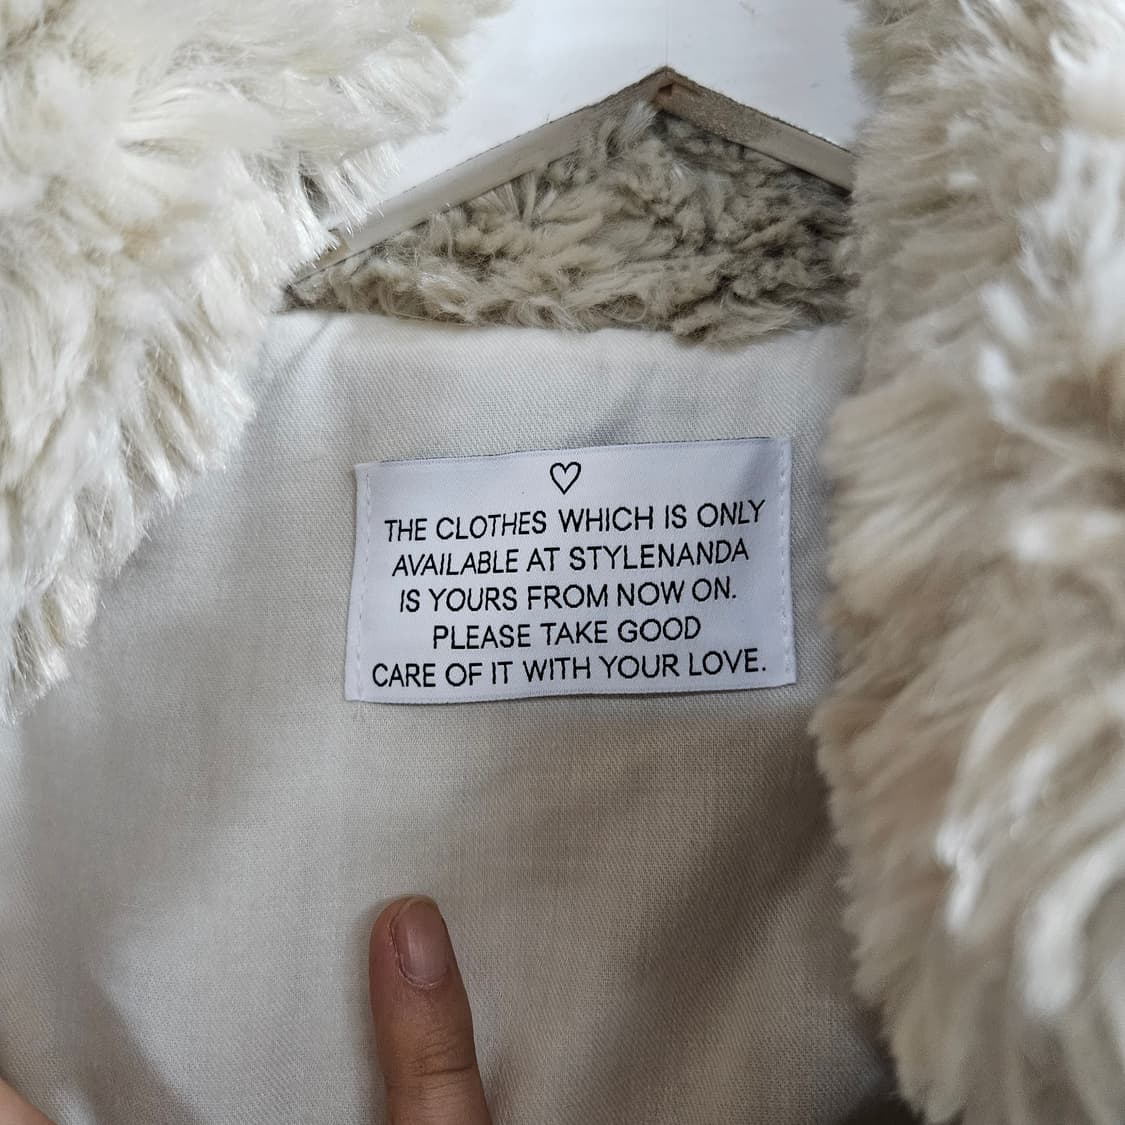 ♡
THE CLOTHES WHICH IS ONLY
AVAILABLE AT STYLENANDA
IS YOURS FROM NOW ON.
PLEASE TAKE GOOD
CARE OF IT WITH YOUR LOVE.